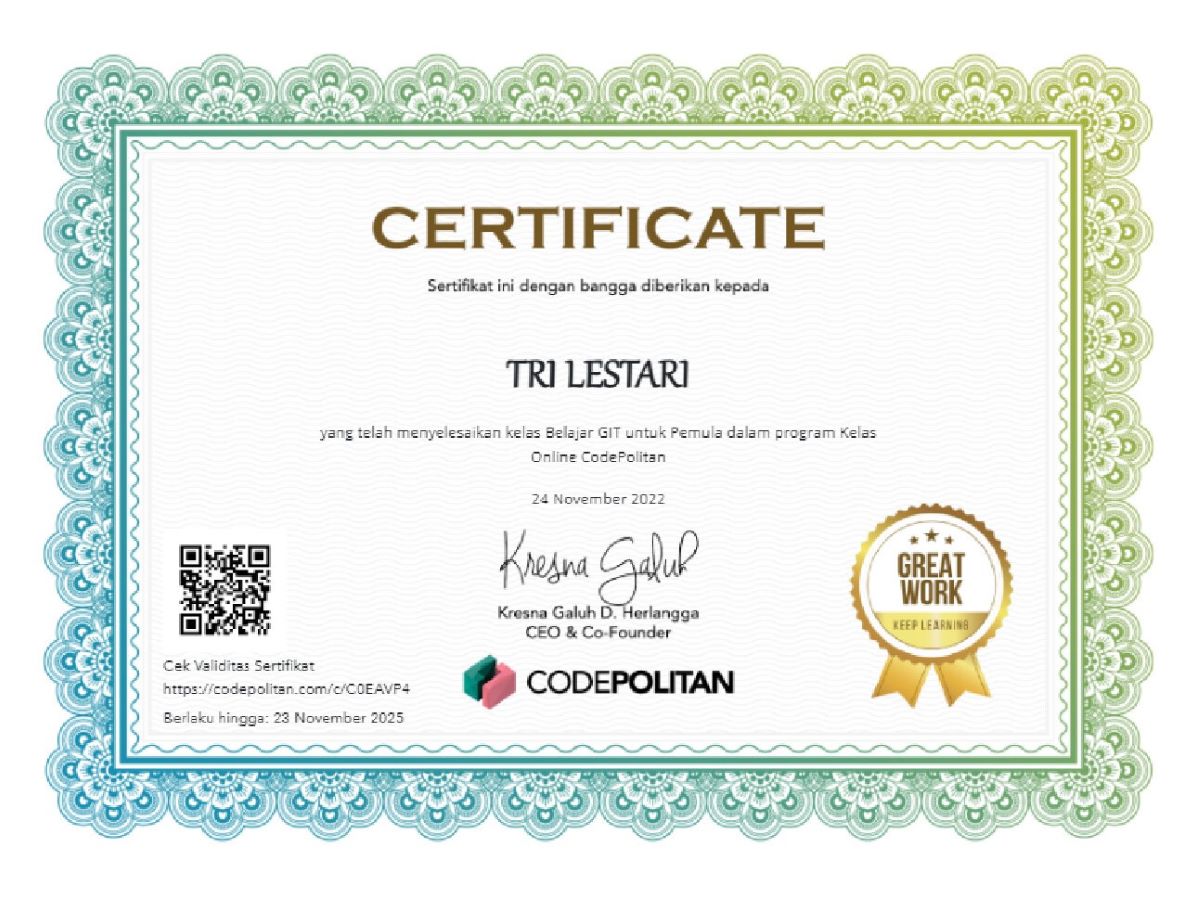 CERTIFICATE
Sertifikat ini dengan bangga diberikan kepada
TRI LESTARI
yang telah menyelesaikan kelas Belajar GIT untuk Pemula dalam program Kelas
Online CodePolitan
24 November 2022
Kresna Galuh
Kresna Galuh D. Herlangga
CEO & Co-Founder
CODEPOLITAN
GREAT
WORK
KEEP LEARNING
Cek Validitas Sertifikat
https://codepolitan.com/c/C0EAVP4
Berlaku hingga: 23 November 2025